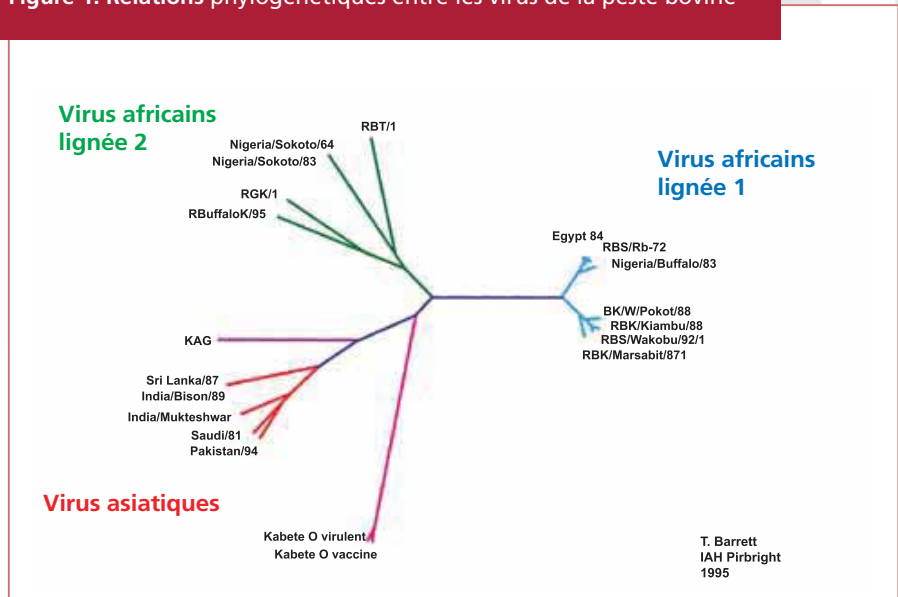 Figure 1. Relations phylogénétiques entre les virus de la peste bovine
Virus africains
lignée 2
RBT/1
Nigeria/Sokoto/64
Nigeria/Sokoto/83
RGK/1
RBuffaloK/95
Virus africains
lignée 1
Egypt 84
RBS/Rb-72
Nigeria/Buffalo/83
BK/W/Pokot/88
RBK/Kiambu/88
RBS/Wakobu/92/1
RBK/Marsabit/871
KAG
Sri Lanka/87
India/Bison/89
India/Mukteshwar
Saudi/81
Pakistan/94
Virus asiatiques
Kabete O virulent
Kabete O vaccine
T. Barrett
IAH Pirbright
1995